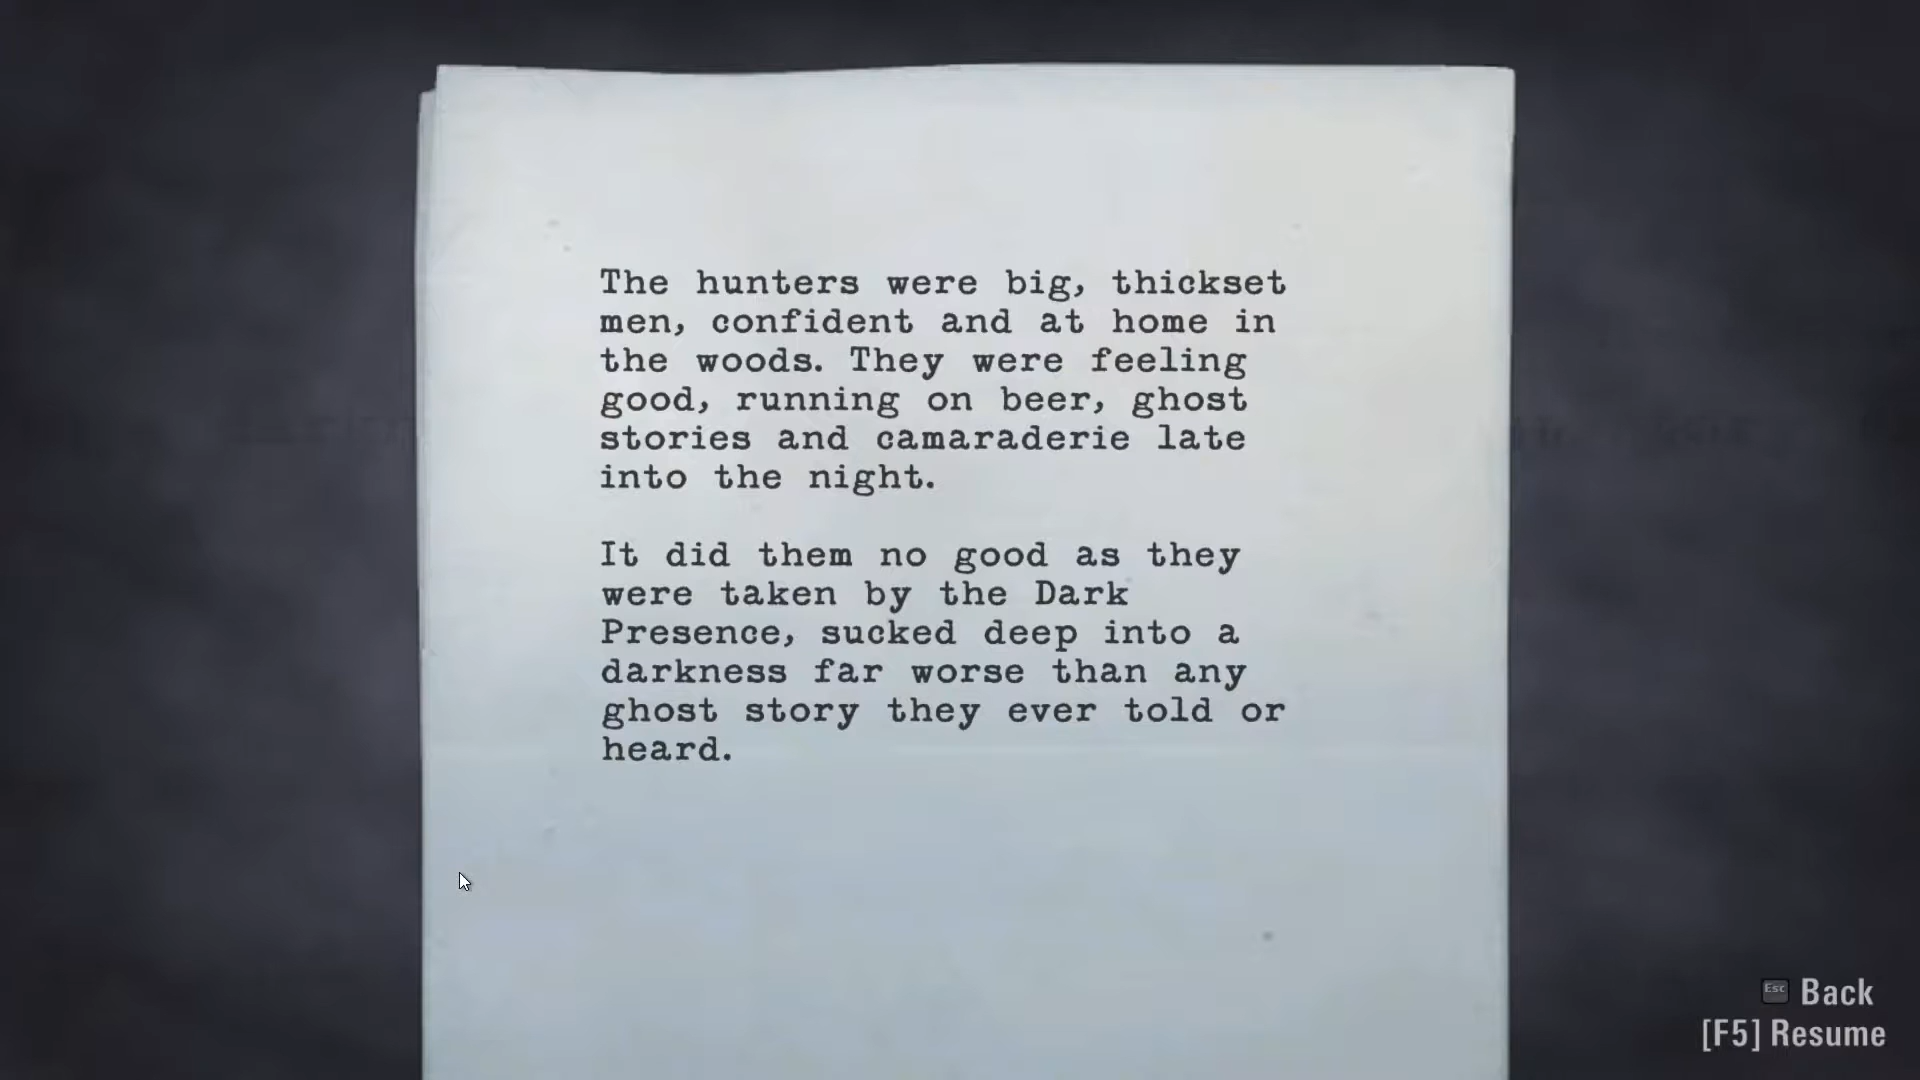 The hunters were big, thickset
men, confident and at home in
the woods. They were feeling
good, running on beer, ghost
stories and camaraderie late
into the night.
It did them no good as they
were taken by the Dark
Presence, sucked deep into a
darkness far worse than any
ghost story they ever told or
heard.
Esc Back
[F5] Resume